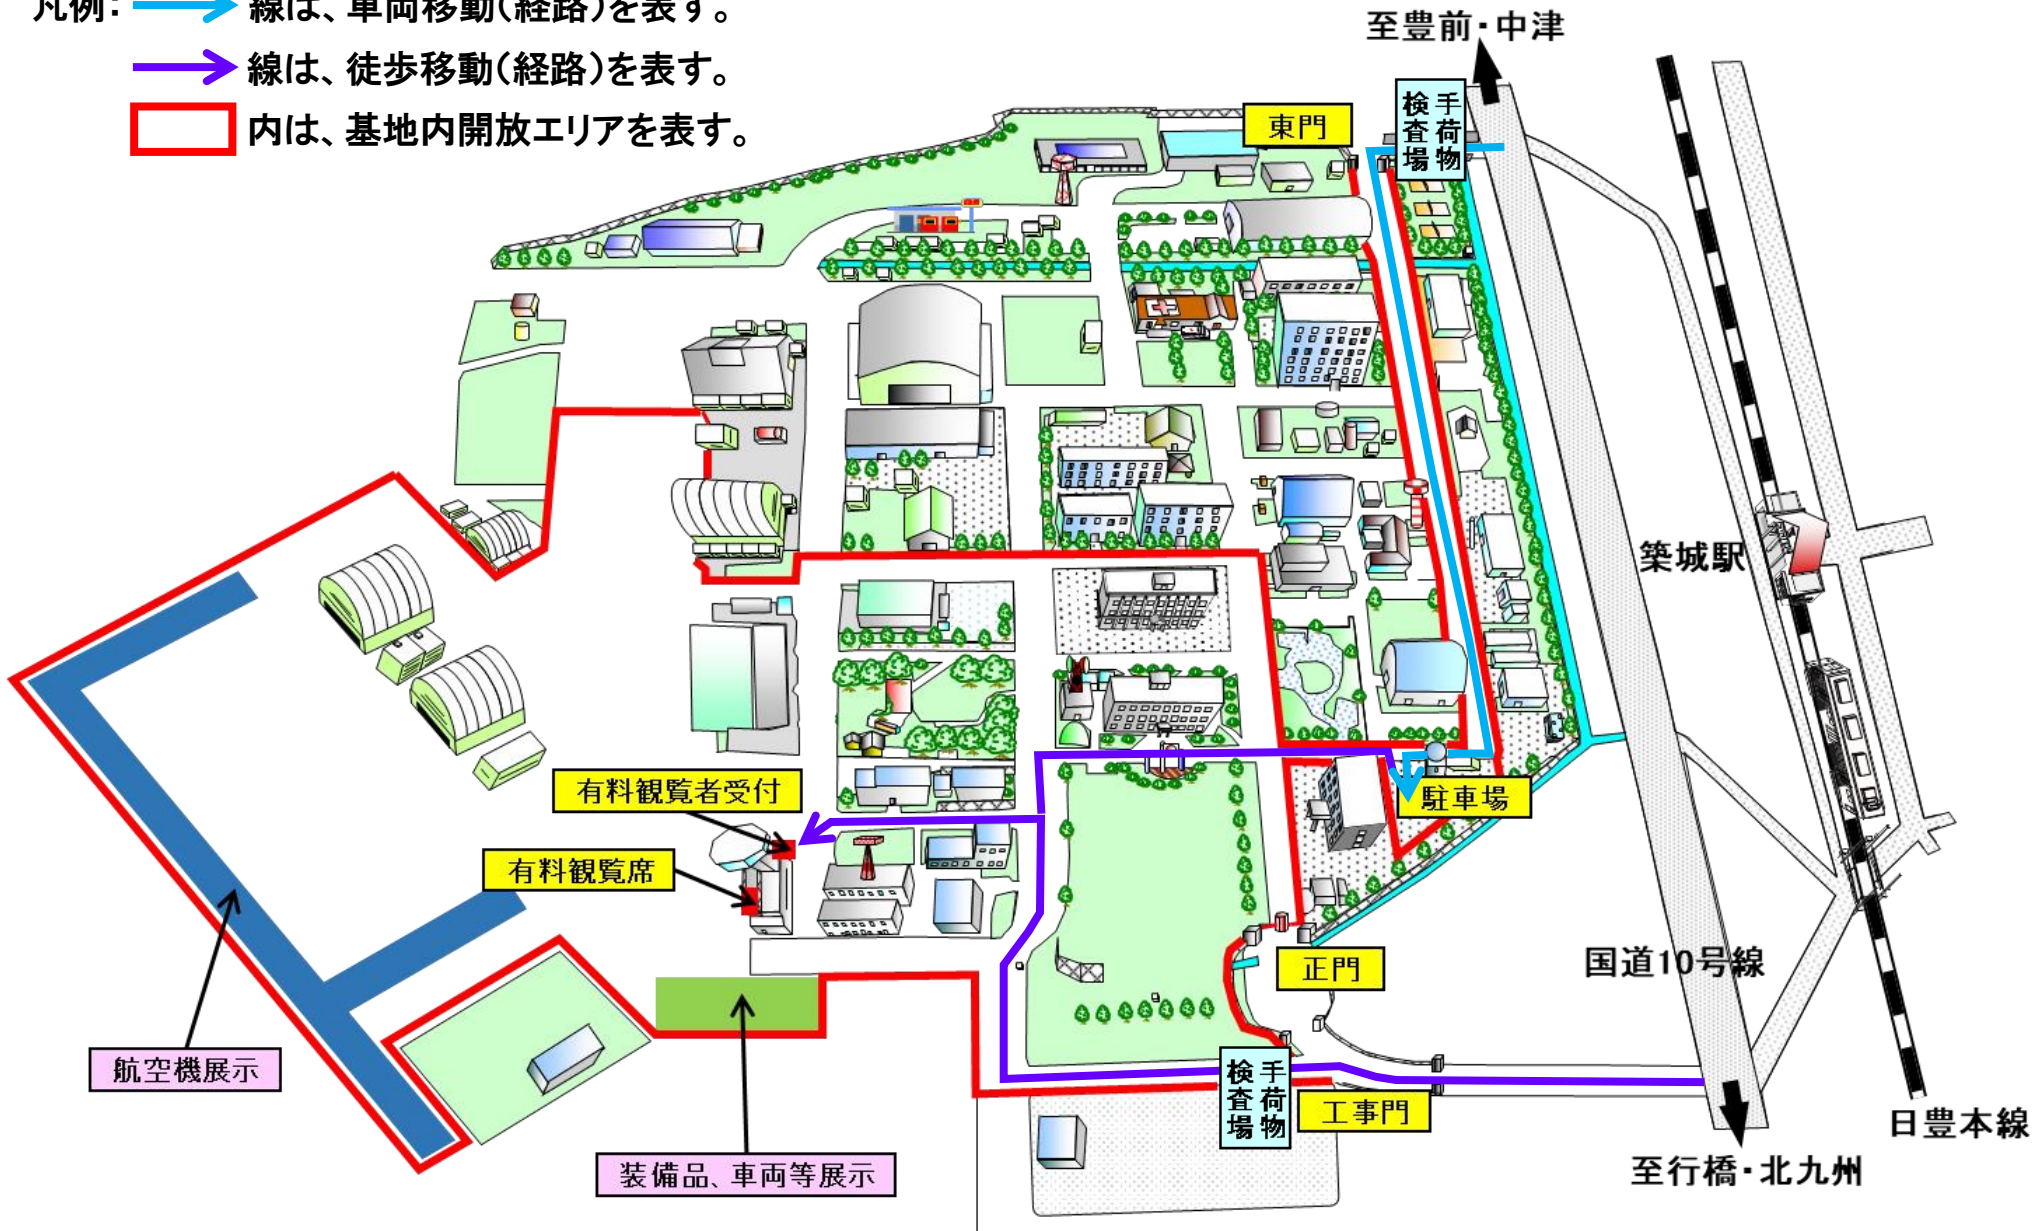 凡例： 線は、車両移動(経路)を表す。
線は、徒歩移動(経路)を表す。
内は、基地内開放エリアを表す。
至豊前・中津
東門
手荷物
検査場
築城駅
有料観覧者受付
駐車場
有料観覧席
正門
国道10号線
航空機展示
手荷物
検査場
工事門
日豊本線
装備品、車両等展示
至行橋・北九州